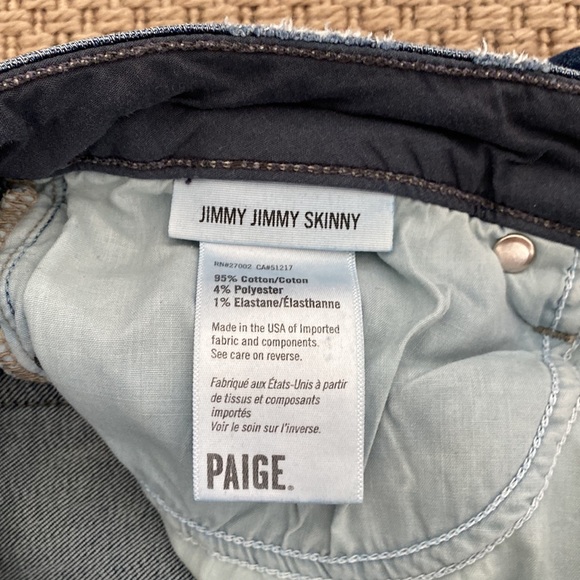 JIMMY JIMMY SKINNY
RN#27002 CA#51217
95% Cotton/Coton
4% Polyester
1% Elastane/Élasthanne
Made in the USA of Imported
fabric and components.
See care on reverse.
Fabriqué aux États-Unis à partir
de tissus et composants
importés
Voir le soin sur l'inverse.
PAIGE.